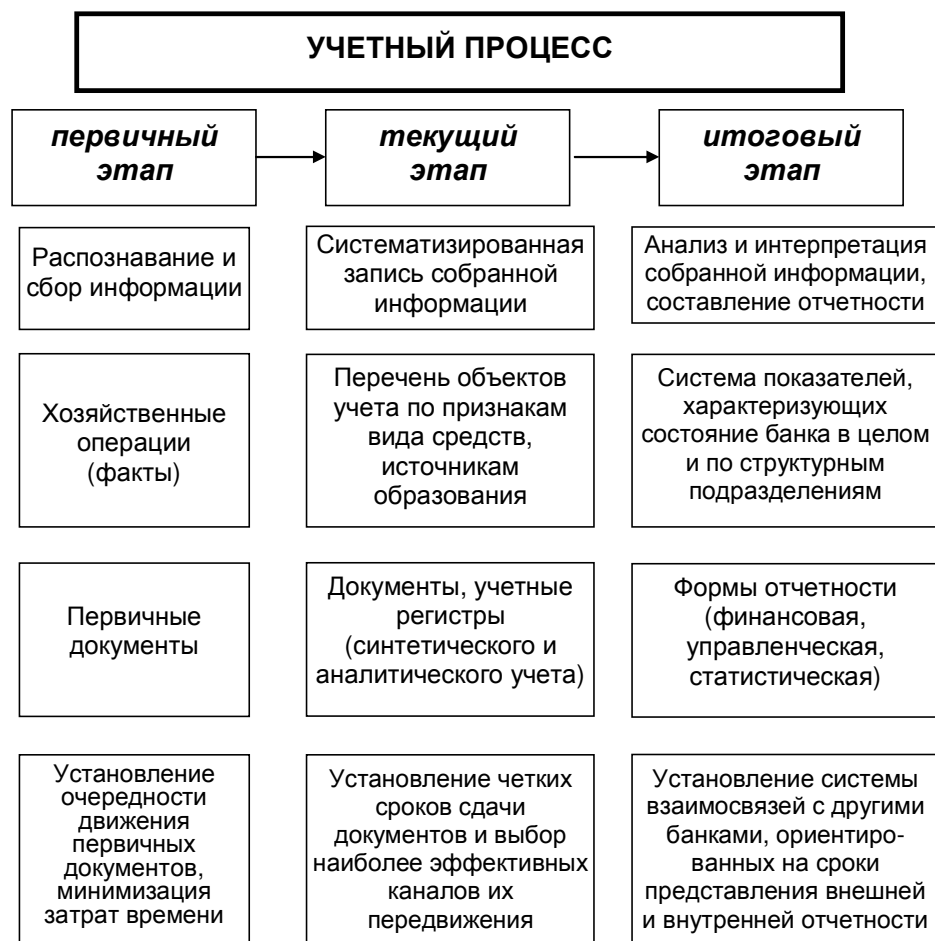 УЧЕТНЫЙ ПРОЦЕСС
первичный
этап
текущий
этап
итоговый
этап
Распознавание и
сбор информации
Систематизированная
запись собранной
информации
Анализ и интерпретация
собранной информации,
составление отчетности
Хозяйственные
операции
(факты)
Перечень объектов
учета по признакам
вида средств,
источникам
образования
Система показателей,
характеризующих
состояние банка в целом
и по структурным
подразделениям
Первичные
документы
Документы, учетные
регистры
(синтетического и
аналитического учета)
Формы отчетности
(финансовая,
управленческая,
статистическая)
Установление
очередности
движения
первичных
документов,
минимизация
затрат времени
Установление четких
сроков сдачи
документов и выбор
наиболее эффективных
каналов их
передвижения
Установление системы
взаимосвязей с другими
банками, ориентиро-
ванных на сроки
представления внешней
и внутренней отчетности